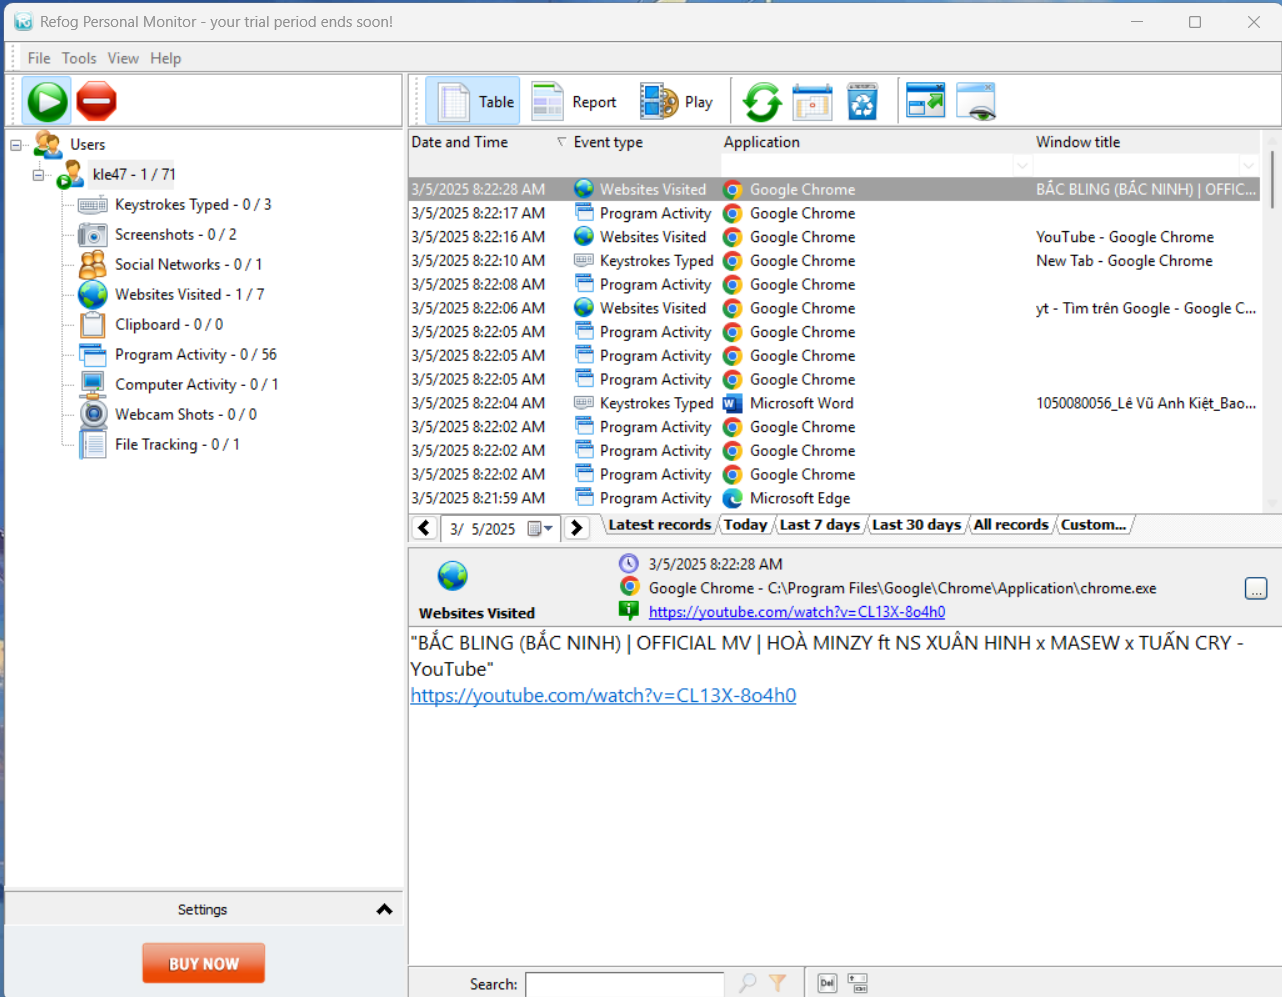 Refog Personal Monitor - your trial period ends soon!
File Tools View Help
Table Report Play
Users
kle47 - 1 / 71
Keystrokes Typed - 0 / 3
Screenshots - 0 / 2
Social Networks - 0 / 1
Websites Visited - 1 / 7
Clipboard - 0 / 0
Program Activity - 0 / 56
Computer Activity - 0 / 1
Webcam Shots - 0 / 0
File Tracking - 0 / 1
Settings
BUY NOW
Date and Time Event type Application Window title
3/5/2025 8:22:28 AM Websites Visited Google Chrome BẮC BLING (BẮC NINH) | OFFIC...
3/5/2025 8:22:17 AM Program Activity Google Chrome
3/5/2025 8:22:16 AM Websites Visited Google Chrome YouTube - Google Chrome
3/5/2025 8:22:10 AM Keystrokes Typed Google Chrome New Tab - Google Chrome
3/5/2025 8:22:08 AM Program Activity Google Chrome
3/5/2025 8:22:06 AM Websites Visited Google Chrome yt - Tìm trên Google - Google C...
3/5/2025 8:22:05 AM Program Activity Google Chrome
3/5/2025 8:22:05 AM Program Activity Google Chrome
3/5/2025 8:22:05 AM Program Activity Google Chrome
3/5/2025 8:22:04 AM Keystrokes Typed Microsoft Word 1050080056_Lê Vũ Anh Kiệt_Bao...
3/5/2025 8:22:02 AM Program Activity Google Chrome
3/5/2025 8:22:02 AM Program Activity Google Chrome
3/5/2025 8:22:02 AM Program Activity Google Chrome
3/5/2025 8:21:59 AM Program Activity Microsoft Edge
3/ 5/2025 Latest records Today Last 7 days Last 30 days All records Custom...
Websites Visited
3/5/2025 8:22:28 AM
Google Chrome - C:\Program Files\Google\Chrome\Application\chrome.exe
...
https://youtube.com/watch?v=CL13X-8o4h0
"BẮC BLING (BẮC NINH) | OFFICIAL MV | HOÀ MINZY ft NS XUÂN HINH x MASEW x TUẤN CRY -
YouTube"
https://youtube.com/watch?v=CL13X-8o4h0
Search: Del